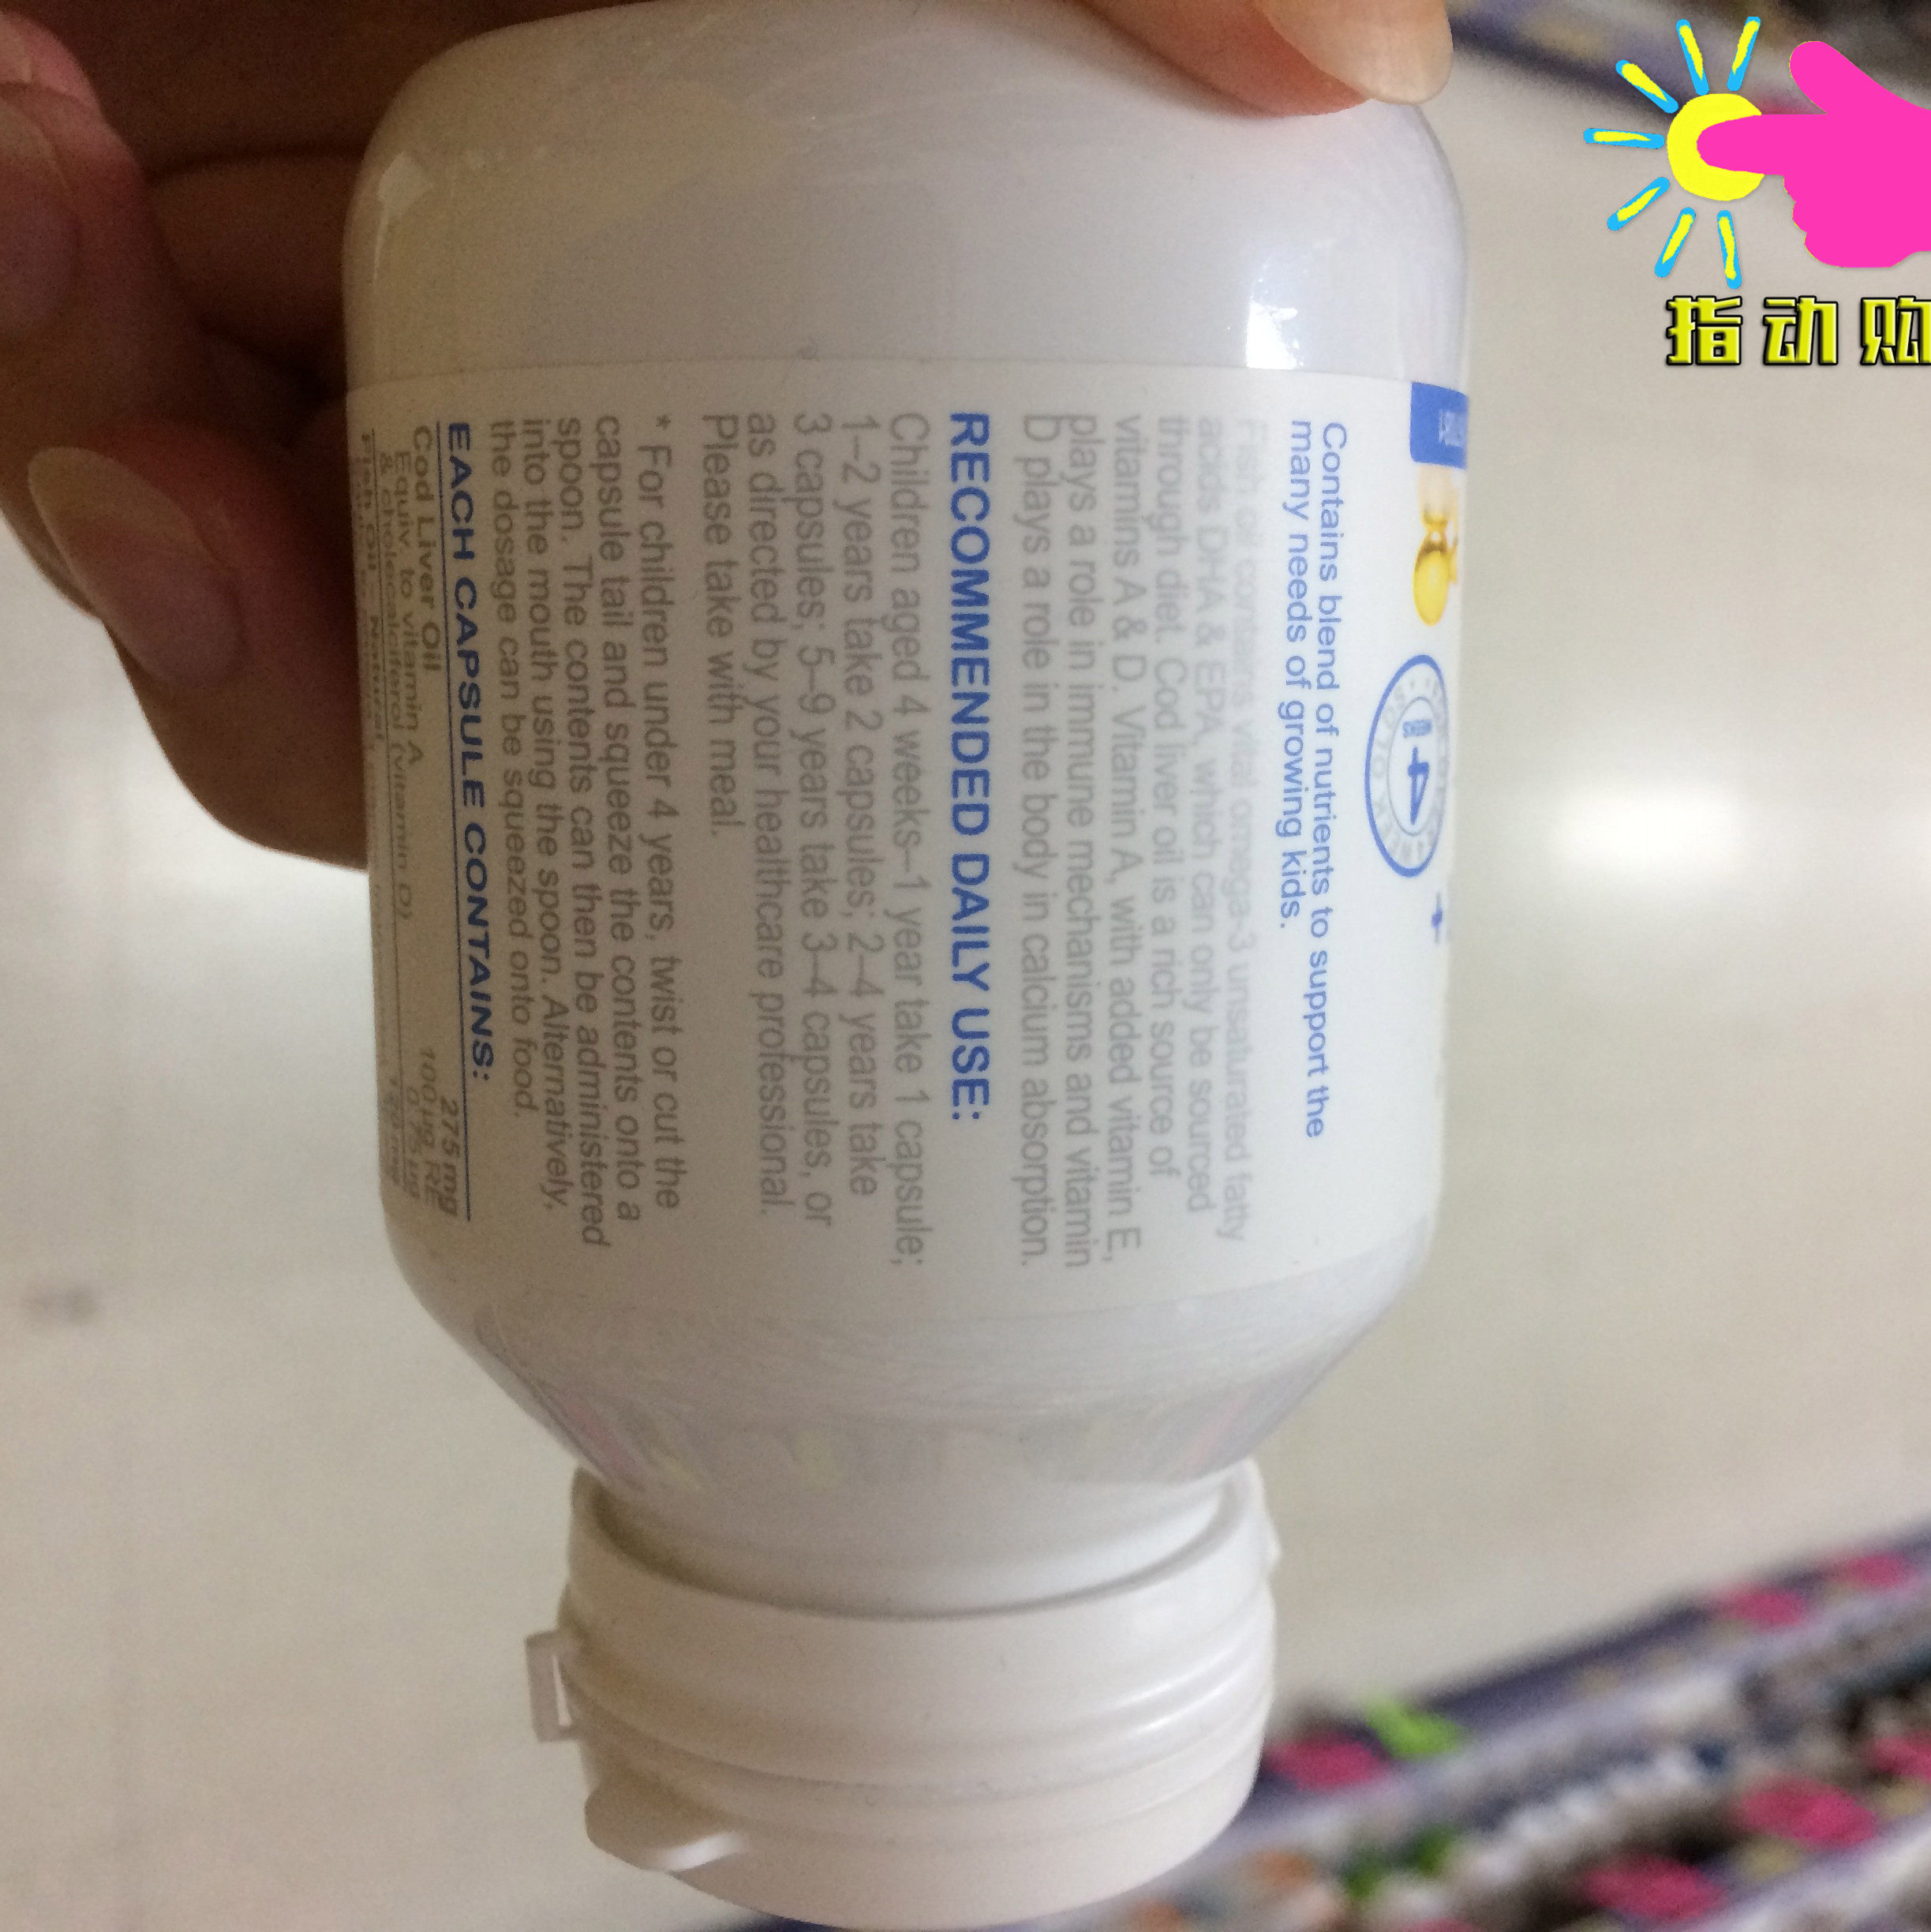 指动购
Contains blend of nutrients to support the
many needs of growing kids.
Fish oil contains vital omega-3 unsaturated fatty
acids DHA & EPA, which can only be sourced
through diet. Cod liver oil is a rich source of
vitamins A & D. Vitamin A, with added vitamin E,
plays a role in immune mechanisms and vitamin
D plays a role in the body in calcium absorption.
RECOMMENDED DAILY USE:
Children aged 4 weeks–1 year take 1 capsule;
1–2 years take 2 capsules; 2–4 years take
3 capsules; 5–9 years take 3–4 capsules, or
as directed by your healthcare professional.
Please take with meal.
* For children under 4 years, twist or cut the
capsule tail and squeeze the contents onto a
spoon. The contents can then be administered
into the mouth using the spoon. Alternatively,
the dosage can be squeezed onto food.
EACH CAPSULE CONTAINS:
Cod Liver Oil 275 mg
Equiv. to vitamin A 100 µg RE
& cholecalciferol (vitamin D)
Fish Oil - Natural